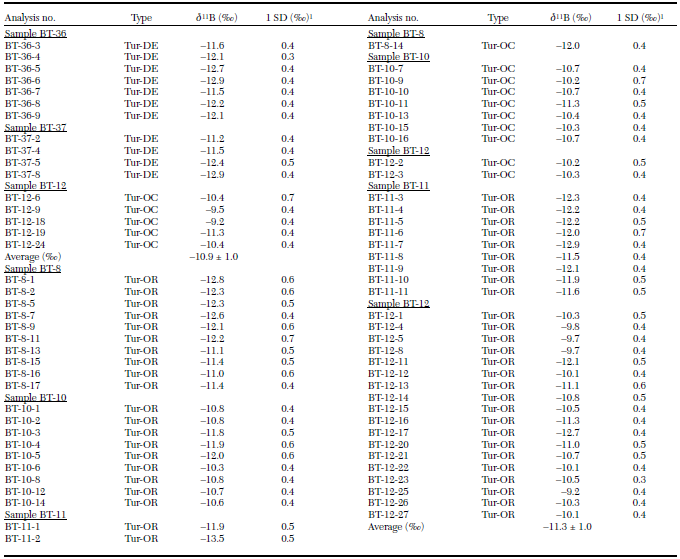 Analysis no. Type δ¹¹B (‰) 1 SD (‰)¹
Sample BT-36
BT-36-3 Tur-DE –11.6 0.4
BT-36-4 Tur-DE –12.1 0.3
BT-36-5 Tur-DE –12.7 0.4
BT-36-6 Tur-DE –12.9 0.4
BT-36-7 Tur-DE –11.5 0.4
BT-36-8 Tur-DE –12.2 0.4
BT-36-9 Tur-DE –12.1 0.4
Sample BT-37
BT-37-2 Tur-DE –11.2 0.4
BT-37-4 Tur-DE –11.5 0.4
BT-37-5 Tur-DE –12.4 0.5
BT-37-8 Tur-DE –12.9 0.4
Sample BT-12
BT-12-6 Tur-OC –10.4 0.7
BT-12-9 Tur-OC –9.5 0.4
BT-12-18 Tur-OC –9.2 0.4
BT-12-19 Tur-OC –11.3 0.4
BT-12-24 Tur-OC –10.4 0.4
Average (‰) –10.9 ± 1.0
Sample BT-8
BT-8-1 Tur-OR –12.8 0.6
BT-8-2 Tur-OR –12.3 0.6
BT-8-5 Tur-OR –12.3 0.5
BT-8-7 Tur-OR –12.6 0.4
BT-8-9 Tur-OR –12.1 0.6
BT-8-11 Tur-OR –12.2 0.7
BT-8-13 Tur-OR –11.1 0.5
BT-8-15 Tur-OR –11.4 0.5
BT-8-16 Tur-OR –11.0 0.6
BT-8-17 Tur-OR –11.4 0.4
Sample BT-10
BT-10-1 Tur-OR –10.8 0.4
BT-10-2 Tur-OR –10.8 0.4
BT-10-3 Tur-OR –11.8 0.5
BT-10-4 Tur-OR –11.9 0.6
BT-10-5 Tur-OR –12.0 0.6
BT-10-6 Tur-OR –10.3 0.4
BT-10-8 Tur-OR –10.8 0.4
BT-10-12 Tur-OR –10.7 0.4
BT-10-14 Tur-OR –10.6 0.4
Sample BT-11
BT-11-1 Tur-OR –11.9 0.5
BT-11-2 Tur-OR –13.5 0.5
Analysis no. Type δ¹¹B (‰) 1 SD (‰)¹
Sample BT-8
BT-8-14 Tur-OC –12.0 0.4
Sample BT-10
BT-10-7 Tur-OC –10.7 0.4
BT-10-9 Tur-OC –10.2 0.7
BT-10-10 Tur-OC –10.7 0.4
BT-10-11 Tur-OC –11.3 0.5
BT-10-13 Tur-OC –10.4 0.4
BT-10-15 Tur-OC –10.3 0.4
BT-10-16 Tur-OC –10.7 0.4
Sample BT-12
BT-12-2 Tur-OC –10.2 0.5
BT-12-3 Tur-OC –10.3 0.4
Sample BT-11
BT-11-3 Tur-OR –12.3 0.4
BT-11-4 Tur-OR –12.2 0.4
BT-11-5 Tur-OR –12.2 0.5
BT-11-6 Tur-OR –12.0 0.7
BT-11-7 Tur-OR –12.9 0.4
BT-11-8 Tur-OR –11.5 0.4
BT-11-9 Tur-OR –12.1 0.4
BT-11-10 Tur-OR –11.9 0.5
BT-11-11 Tur-OR –11.6 0.5
Sample BT-12
BT-12-1 Tur-OR –10.3 0.5
BT-12-4 Tur-OR –9.8 0.4
BT-12-5 Tur-OR –9.7 0.4
BT-12-8 Tur-OR –9.7 0.4
BT-12-11 Tur-OR –12.1 0.5
BT-12-12 Tur-OR –10.1 0.4
BT-12-13 Tur-OR –11.1 0.6
BT-12-14 Tur-OR –10.8 0.5
BT-12-15 Tur-OR –10.5 0.4
BT-12-16 Tur-OR –11.3 0.4
BT-12-17 Tur-OR –12.7 0.4
BT-12-20 Tur-OR –11.0 0.5
BT-12-21 Tur-OR –10.7 0.5
BT-12-22 Tur-OR –10.1 0.4
BT-12-23 Tur-OR –10.5 0.3
BT-12-25 Tur-OR –9.2 0.4
BT-12-26 Tur-OR –10.3 0.4
BT-12-27 Tur-OR –10.1 0.4
Average (‰) –11.3 ± 1.0